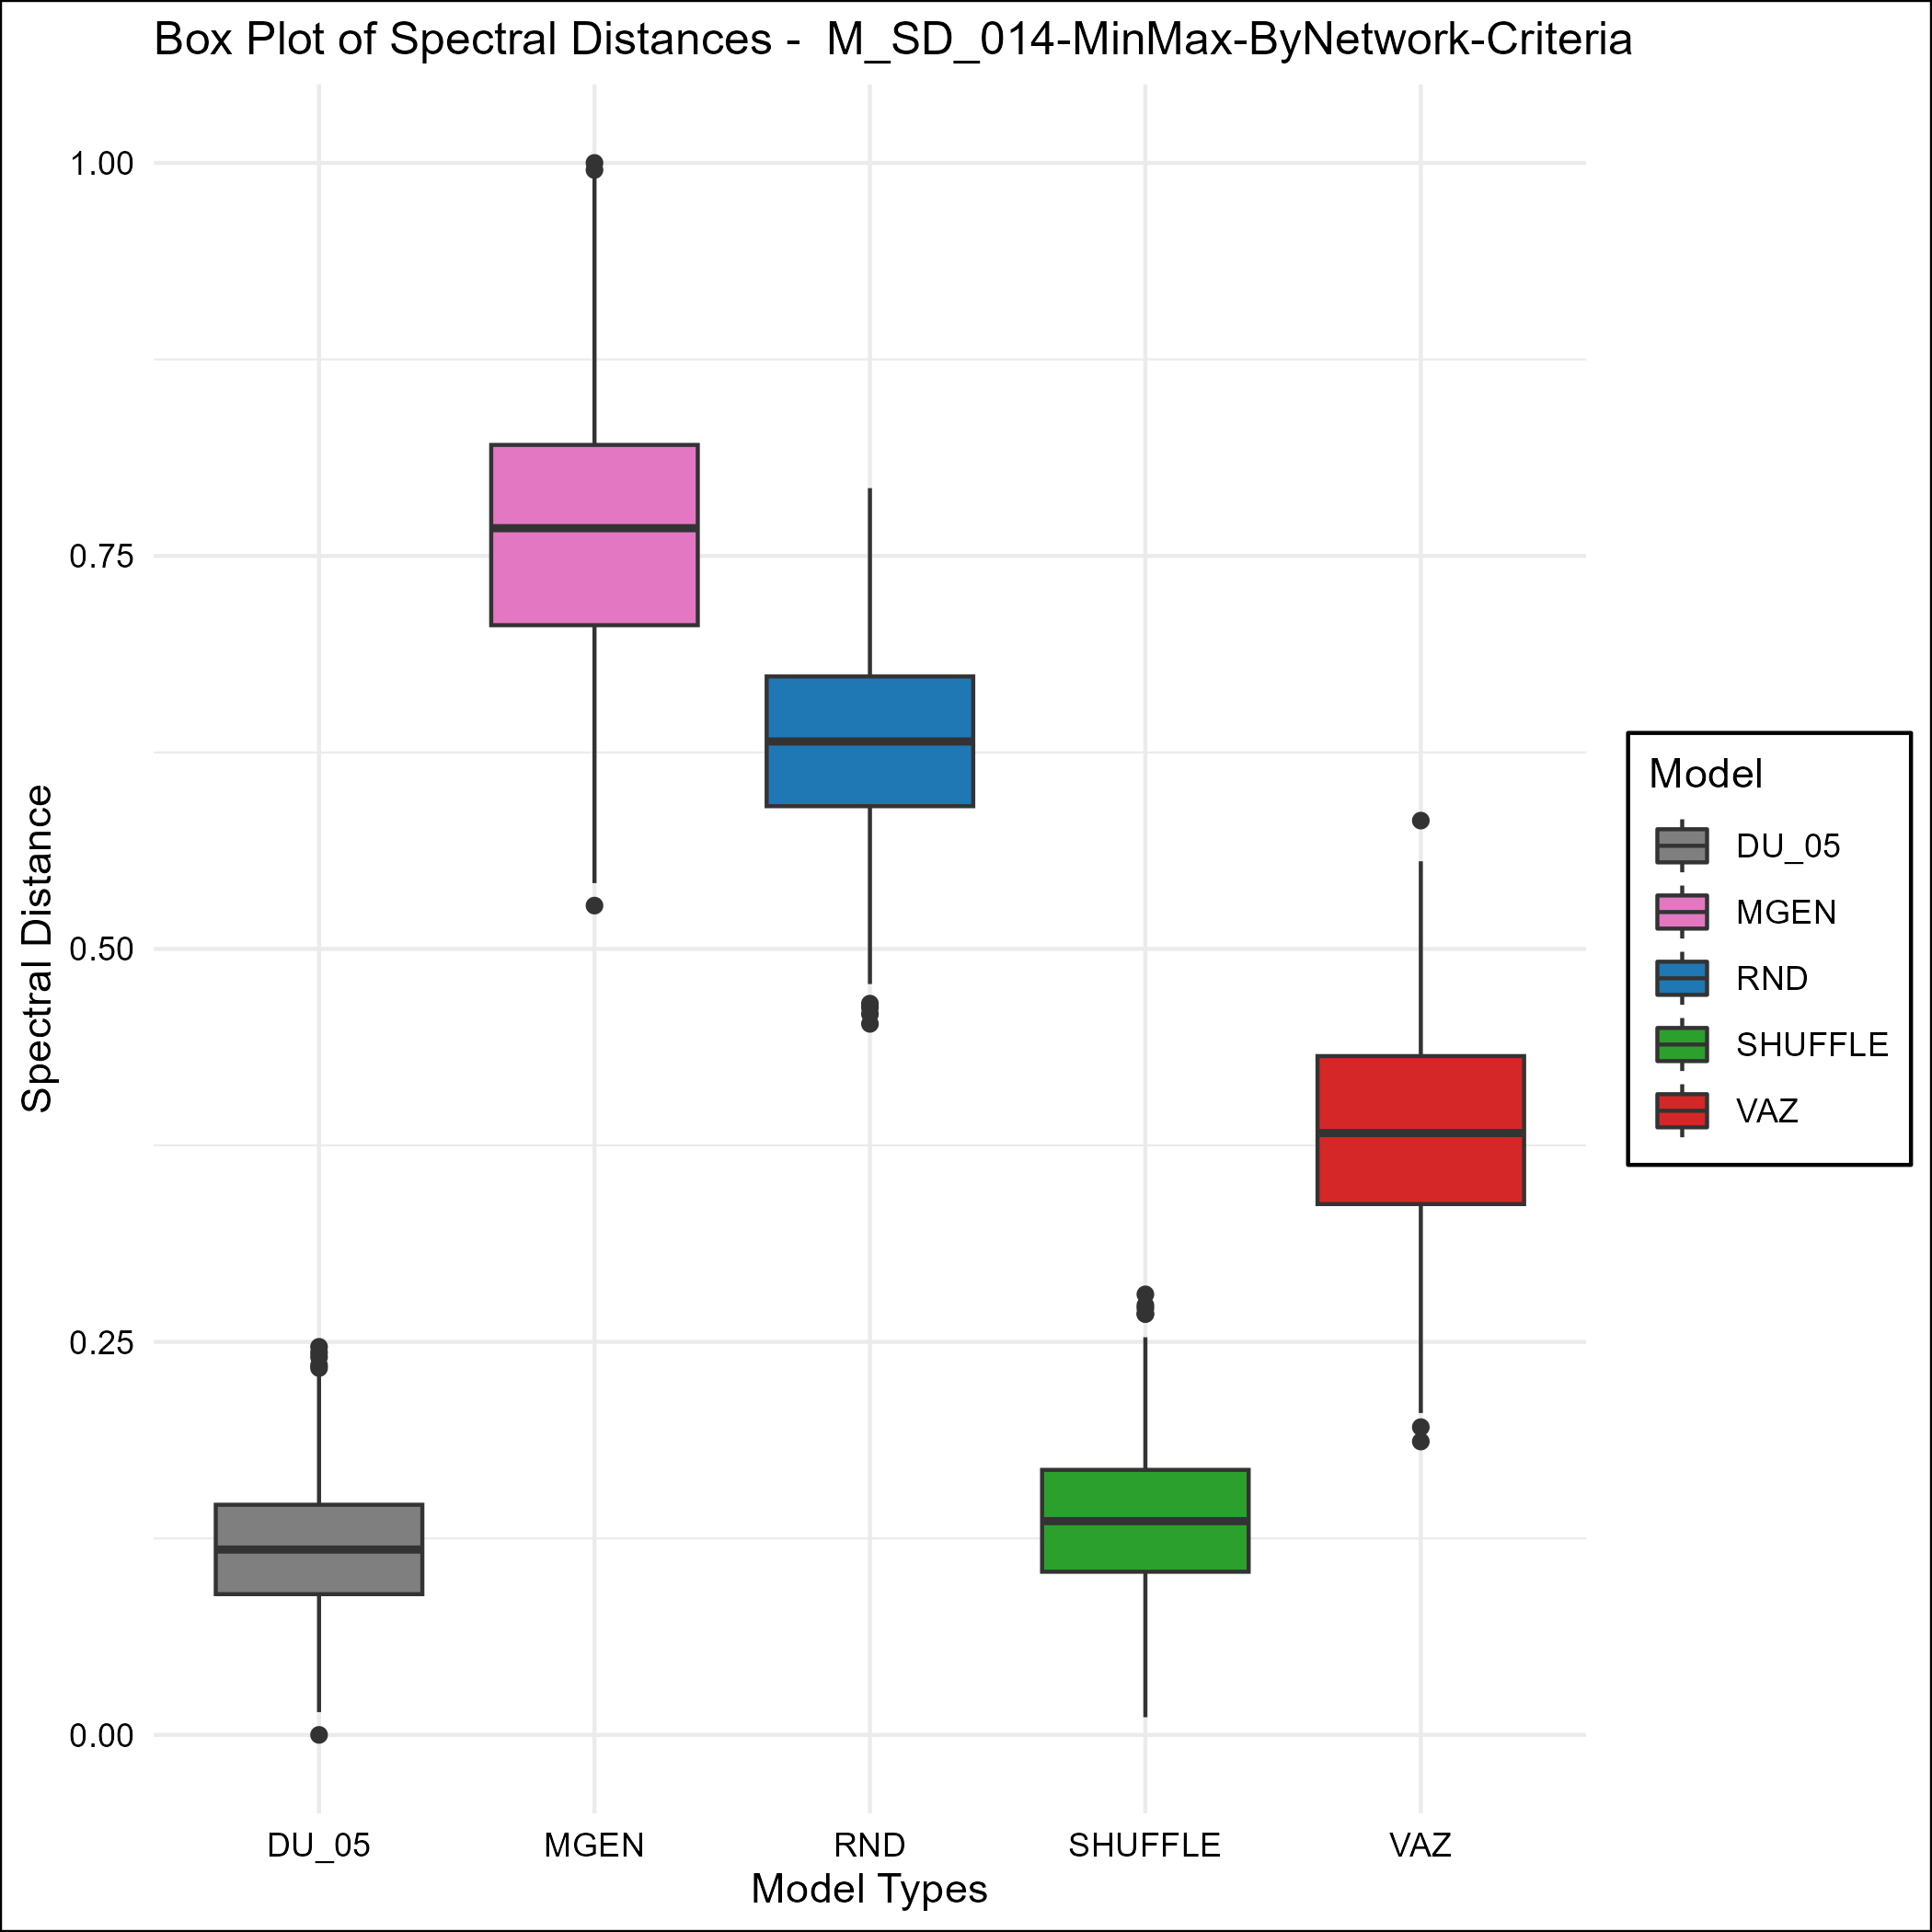 Box Plot of Spectral Distances -  M_SD_014-MinMax-ByNetwork-Criteria
Spectral Distance
1.00
0.75
0.50
0.25
0.00
DU_05 MGEN RND SHUFFLE VAZ
Model Types
Model
DU_05
MGEN
RND
SHUFFLE
VAZ